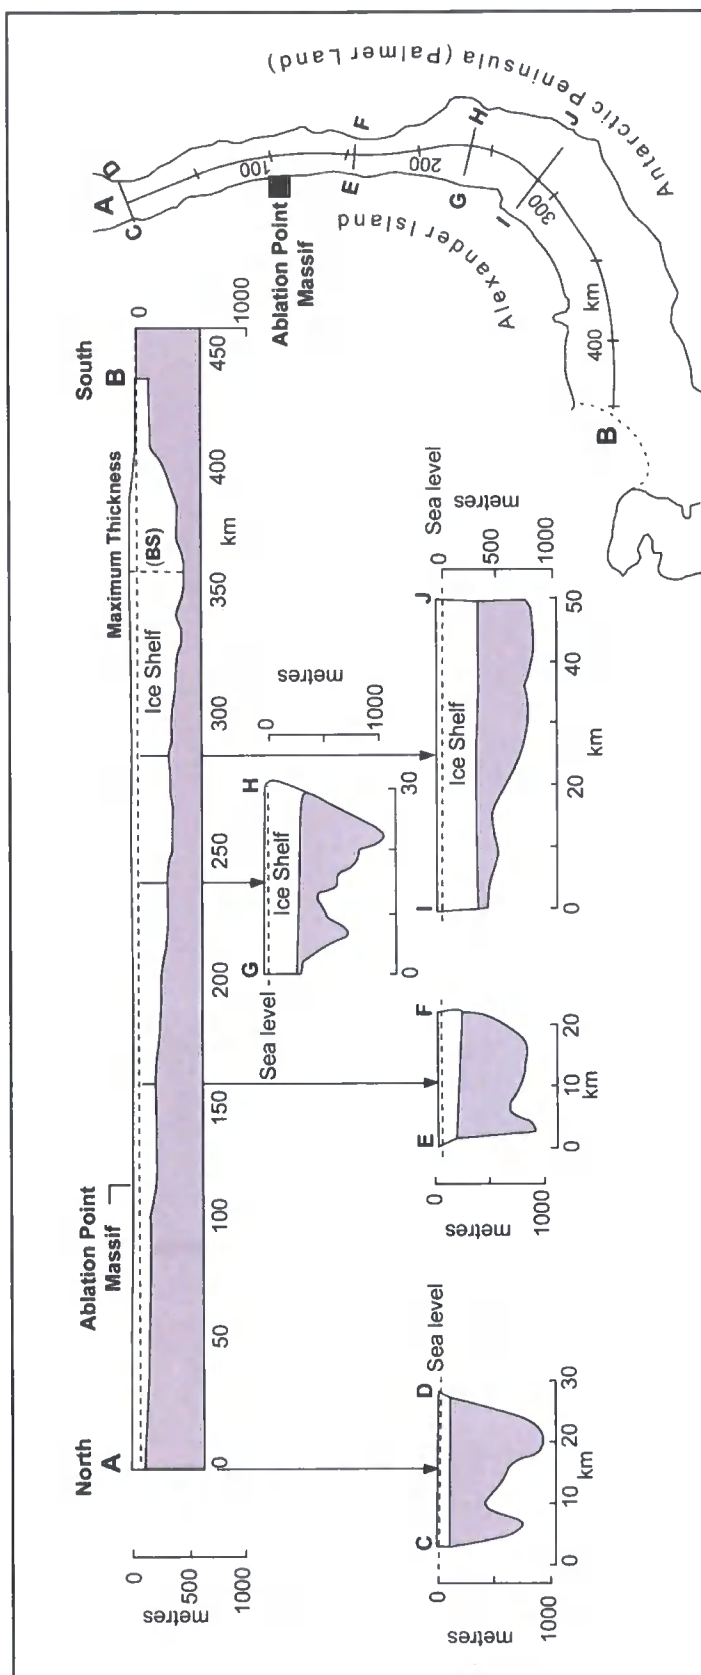 North
A
Ablation Point
Massif
Maximum Thickness
South
B
0
500
1000
metres
Ice Shelf
(BS)
0
1000
0
50
100
150
200
250
300
350
400
450
km
Sea level
G
H
Ice Shelf
0
1000
metres
0
30
C
D
Sea level
0
1000
metres
0
10
20
30
km
E
F
0
1000
metres
0
10
20
km
I
J
Sea level
Ice Shelf
0
500
1000
metres
0
20
40
50
km
A
C
D
100
Ablation Point
Massif
E
F
200
G
H
I
J
300
400
km
B
Alexander Island
Antarctic Peninsula (Palmer Land)